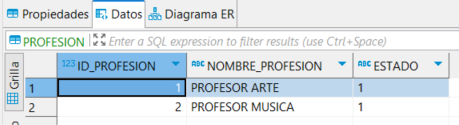 Propiedades Datos Diagrama ER
PROFESION Enter a SQL expression to filter results (use Ctrl+Space)
Grilla
123 ID_PROFESION ABC NOMBRE_PROFESION ABC ESTADO
1 1 PROFESOR ARTE 1
2 2 PROFESOR MUSICA 1